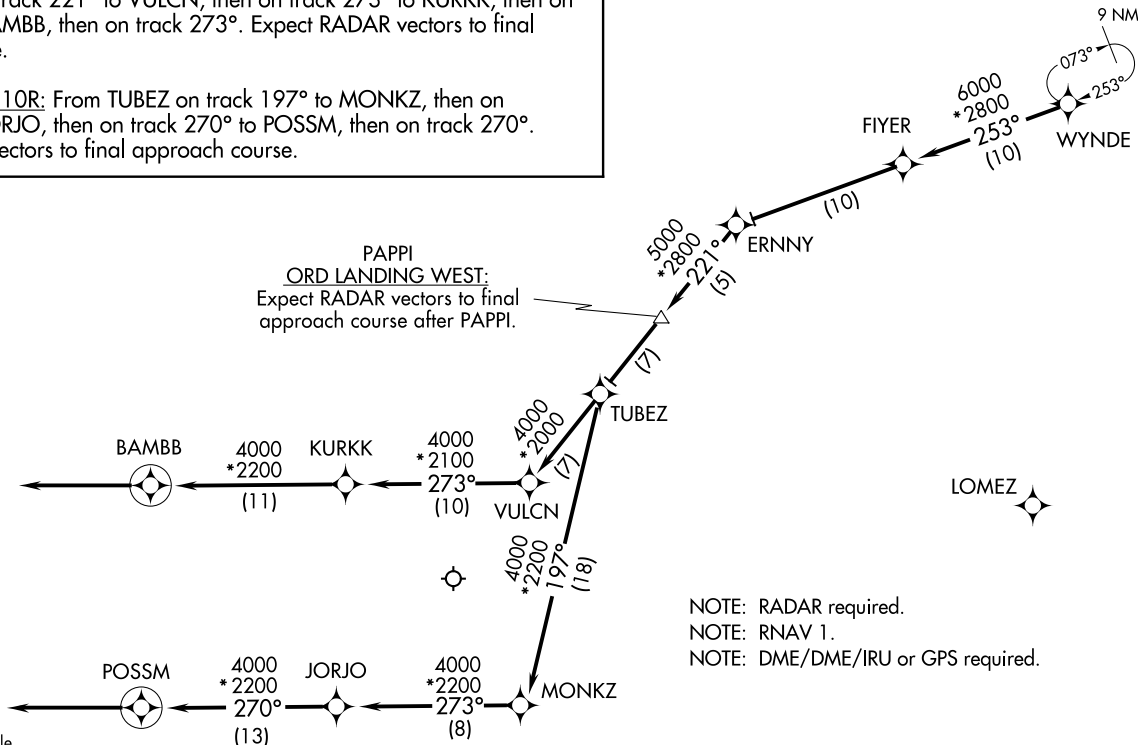 track 221° to VULCN, then on track 273° to KURKK, then on
AMBB, then on track 273°. Expect RADAR vectors to final
10R: From TUBEZ on track 197° to MONKZ, then on
ORJO, then on track 270° to POSSM, then on track 270°.
vectors to final approach course.
9 NM
073°
253°
WYNDE
6000
*2800
253°
(10)
FIYER
(10)
ERNNY
5000
*2800
221°
(5)
PAPPI
ORD LANDING WEST:
Expect RADAR vectors to final
approach course after PAPPI.
(7)
TUBEZ
4000
*2000
(7)
BAMBB
4000
*2200
(11)
KURKK
4000
*2100
273°
(10)
VULCN
LOMEZ
4000
*2200
197°
(18)
NOTE: RADAR required.
NOTE: RNAV 1.
NOTE: DME/DME/IRU or GPS required.
POSSM
4000
*2200
270°
(13)
JORJO
4000
*2200
273°
(8)
MONKZ